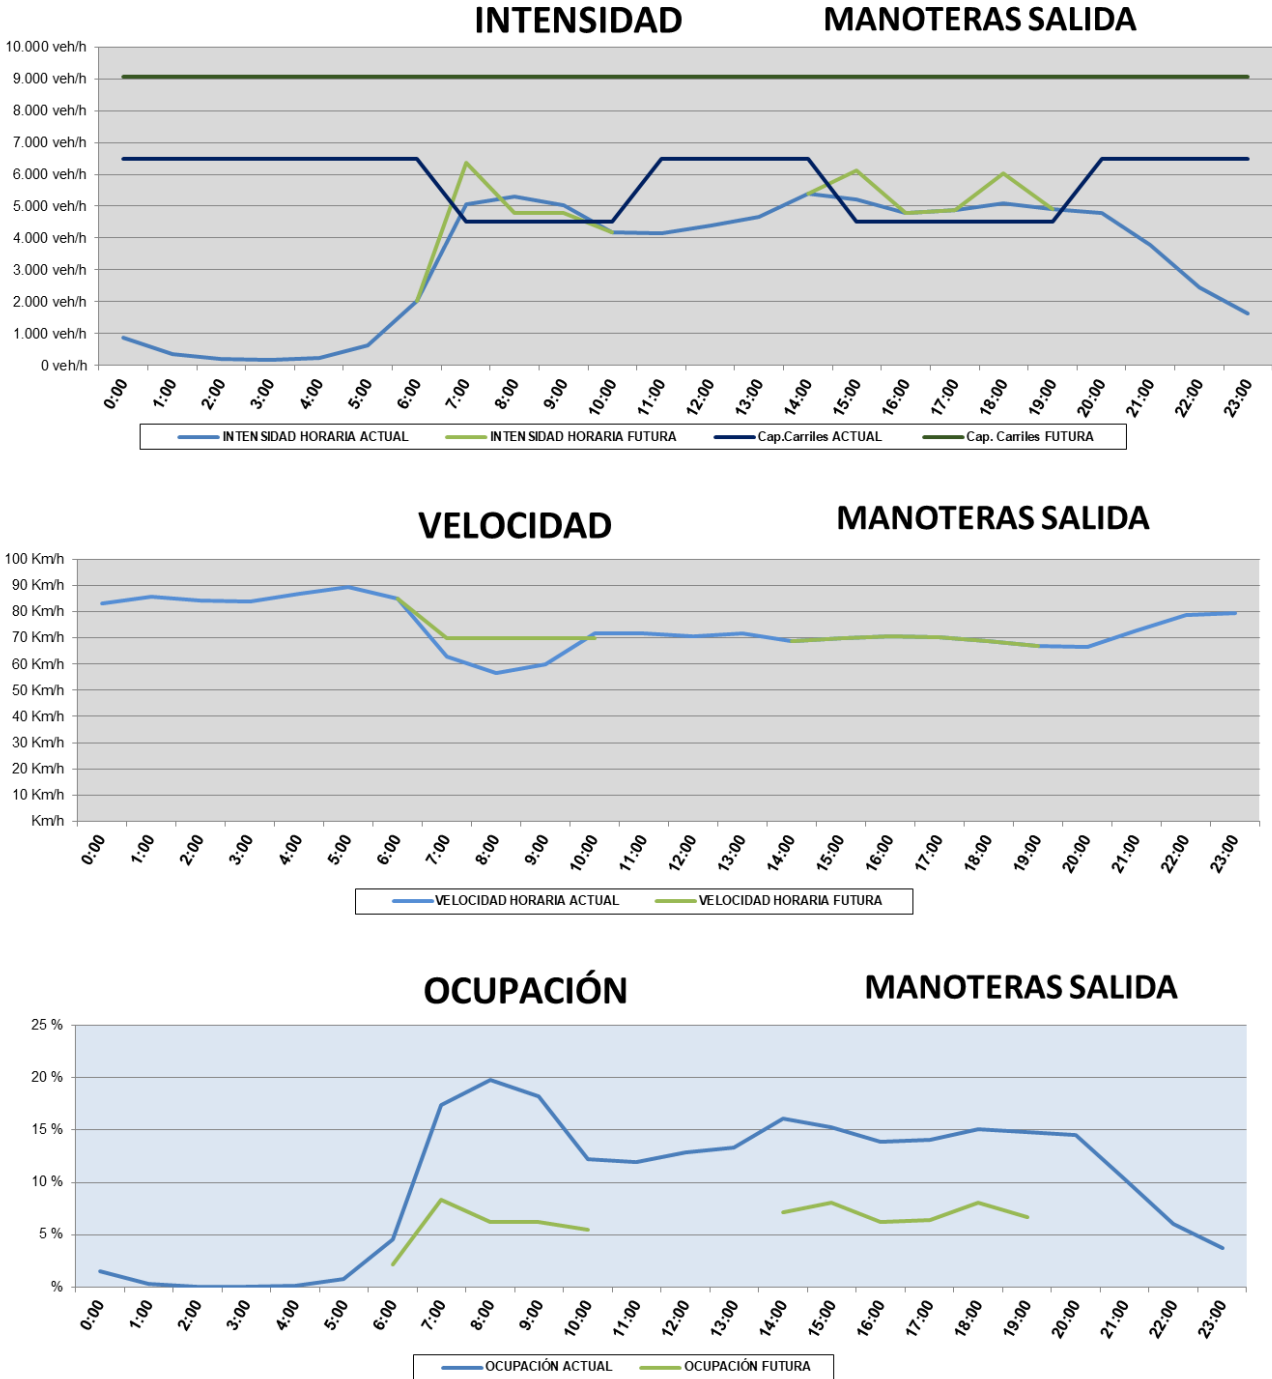 INTENSIDAD MANOTERAS SALIDA
10.000 veh/h
9.000 veh/h
8.000 veh/h
7.000 veh/h
6.000 veh/h
5.000 veh/h
4.000 veh/h
3.000 veh/h
2.000 veh/h
1.000 veh/h
0 veh/h
0:00 1:00 2:00 3:00 4:00 5:00 6:00 7:00 8:00 9:00 10:00 11:00 12:00 13:00 14:00 15:00 16:00 17:00 18:00 19:00 20:00 21:00 22:00 23:00
INTENSIDAD HORARIA ACTUAL INTENSIDAD HORARIA FUTURA Cap.Carriles ACTUAL Cap. Carriles FUTURA
VELOCIDAD MANOTERAS SALIDA
100 Km/h
90 Km/h
80 Km/h
70 Km/h
60 Km/h
50 Km/h
40 Km/h
30 Km/h
20 Km/h
10 Km/h
Km/h
0:00 1:00 2:00 3:00 4:00 5:00 6:00 7:00 8:00 9:00 10:00 11:00 12:00 13:00 14:00 15:00 16:00 17:00 18:00 19:00 20:00 21:00 22:00 23:00
VELOCIDAD HORARIA ACTUAL VELOCIDAD HORARIA FUTURA
OCUPACIÓN MANOTERAS SALIDA
25 %
20 %
15 %
10 %
5 %
%
0:00 1:00 2:00 3:00 4:00 5:00 6:00 7:00 8:00 9:00 10:00 11:00 12:00 13:00 14:00 15:00 16:00 17:00 18:00 19:00 20:00 21:00 22:00 23:00
OCUPACIÓN ACTUAL OCUPACIÓN FUTURA